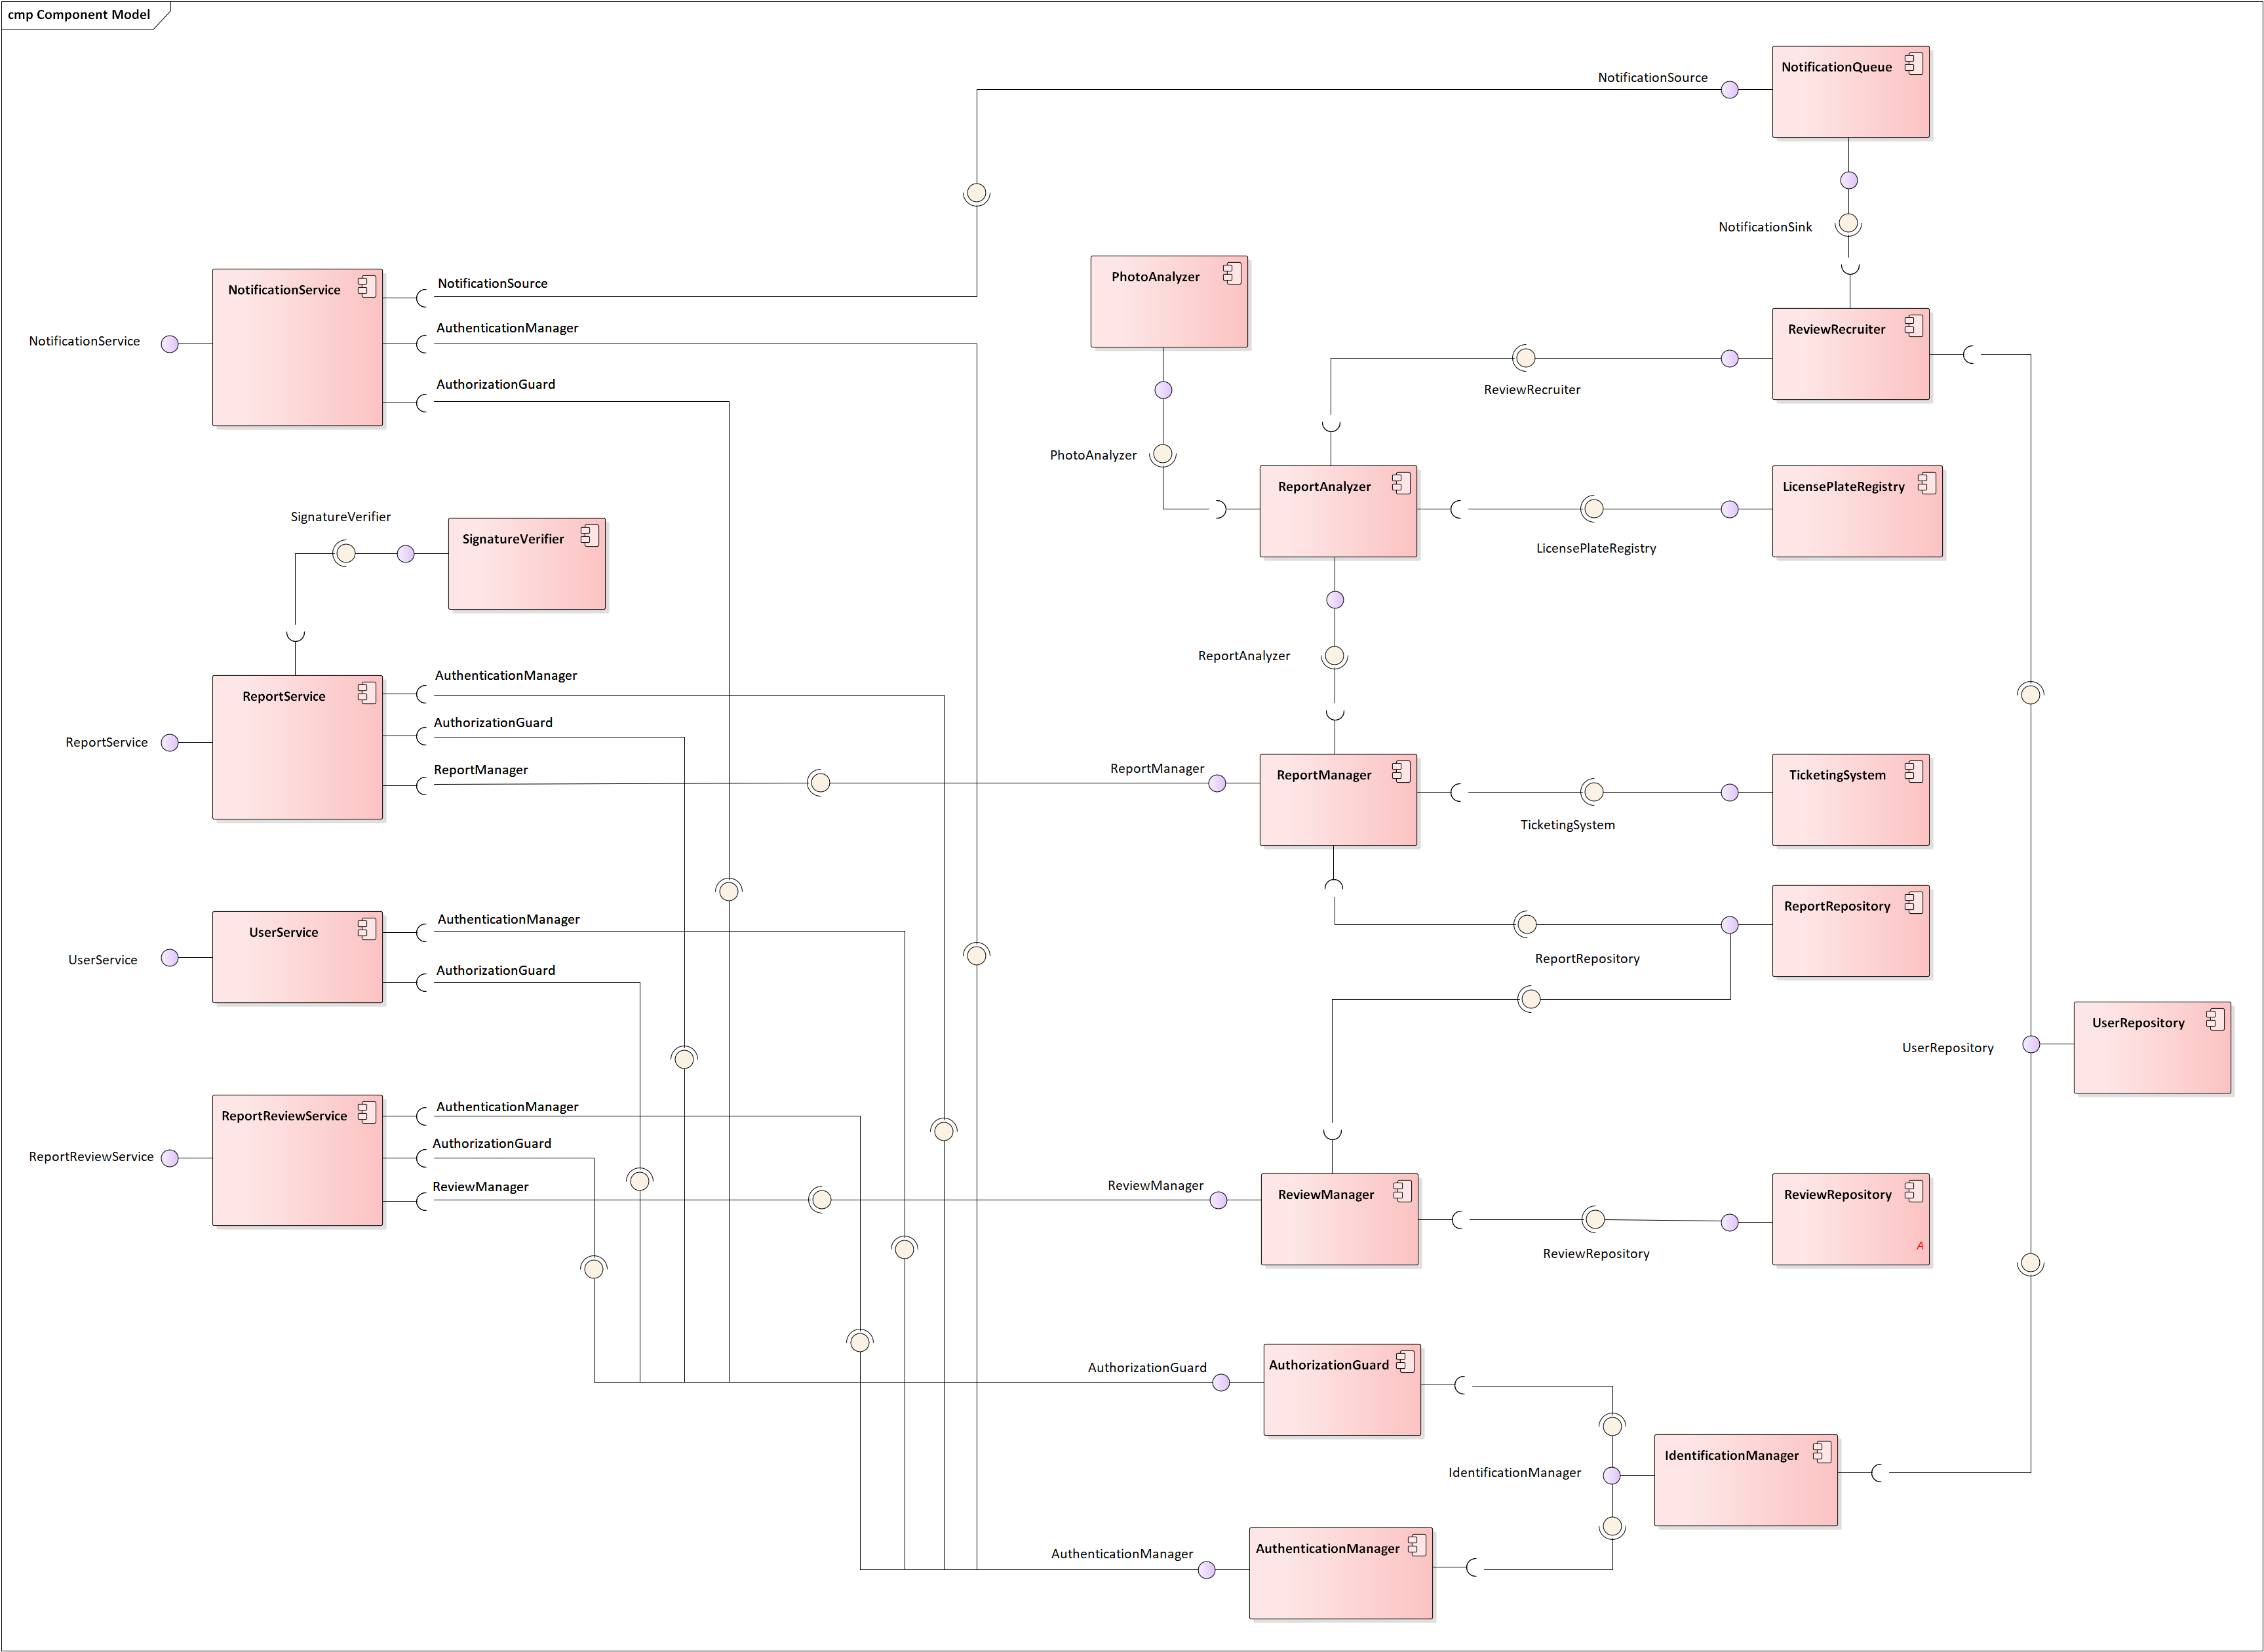 cmp Component Model
NotificationSource
NotificationQueue
NotificationSink
PhotoAnalyzer
NotificationService
NotificationSource
AuthenticationManager
AuthorizationGuard
NotificationService
ReviewRecruiter
ReviewRecruiter
PhotoAnalyzer
ReportAnalyzer
LicensePlateRegistry
LicensePlateRegistry
SignatureVerifier
SignatureVerifier
ReportAnalyzer
ReportService
AuthenticationManager
AuthorizationGuard
ReportManager
ReportService
ReportManager
ReportManager
TicketingSystem
TicketingSystem
UserService
AuthenticationManager
AuthorizationGuard
UserService
ReportRepository
ReportRepository
UserRepository
UserRepository
ReportReviewService
AuthenticationManager
AuthorizationGuard
ReviewManager
ReportReviewService
ReviewManager
ReviewManager
ReviewRepository
A
ReviewRepository
AuthorizationGuard
AuthorizationGuard
IdentificationManager
IdentificationManager
AuthenticationManager
AuthenticationManager